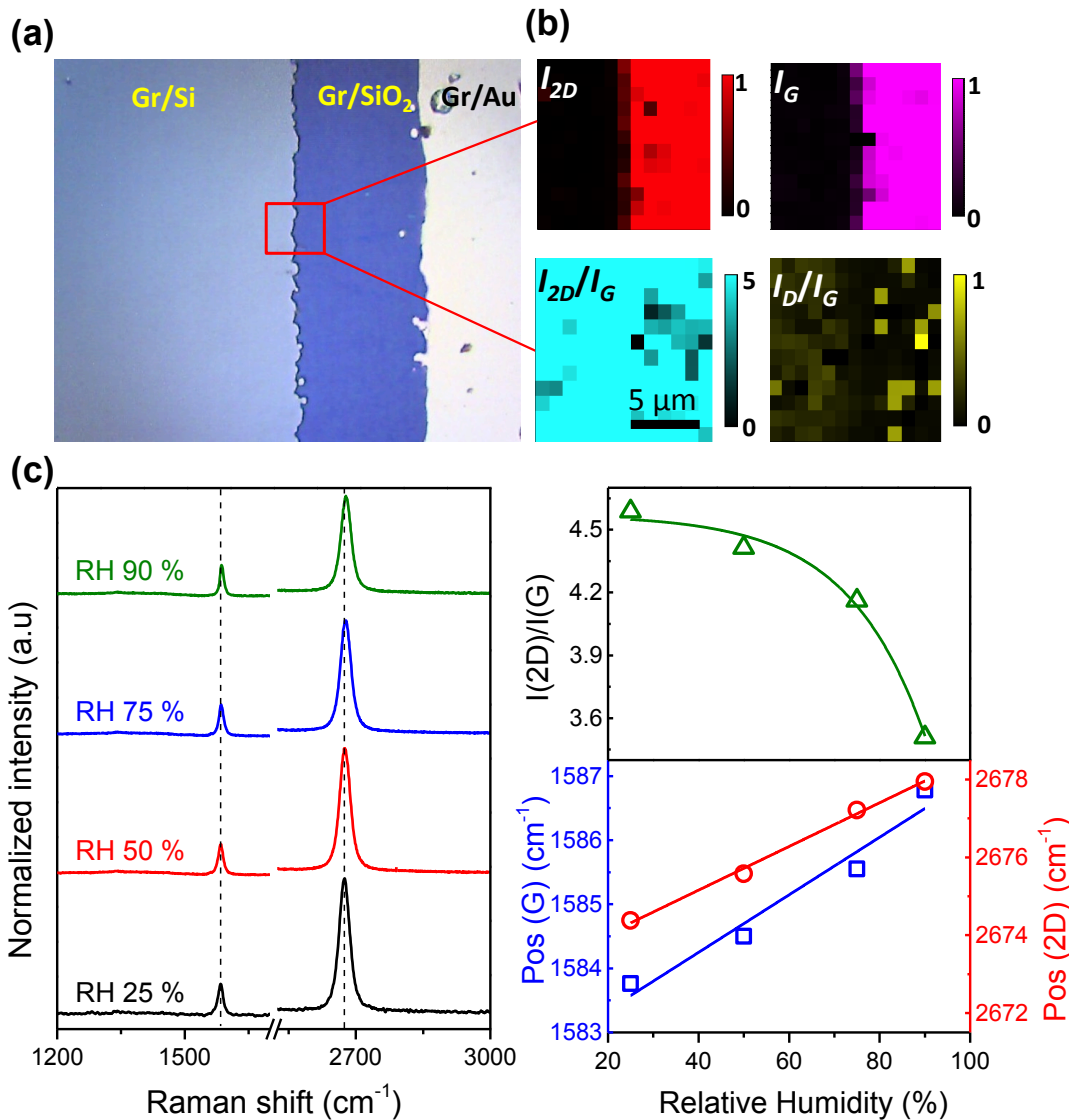 (a)
Gr/Si
Gr/SiO₂
Gr/Au
(b)
I2D
1
0
IG
1
0
I2D/IG
5 µm
5
0
ID/IG
1
0
(c)
Normalized intensity (a.u)
RH 90 %
RH 75 %
RH 50 %
RH 25 %
1200 1500 2700 3000
Raman shift (cm⁻¹)
I(2D)/I(G)
4.5
4.2
3.9
3.6
Pos (G) (cm⁻¹)
1587
1586
1585
1584
1583
2678
2676
2674
2672
Pos (2D) (cm⁻¹)
20 40 60 80 100
Relative Humidity (%)